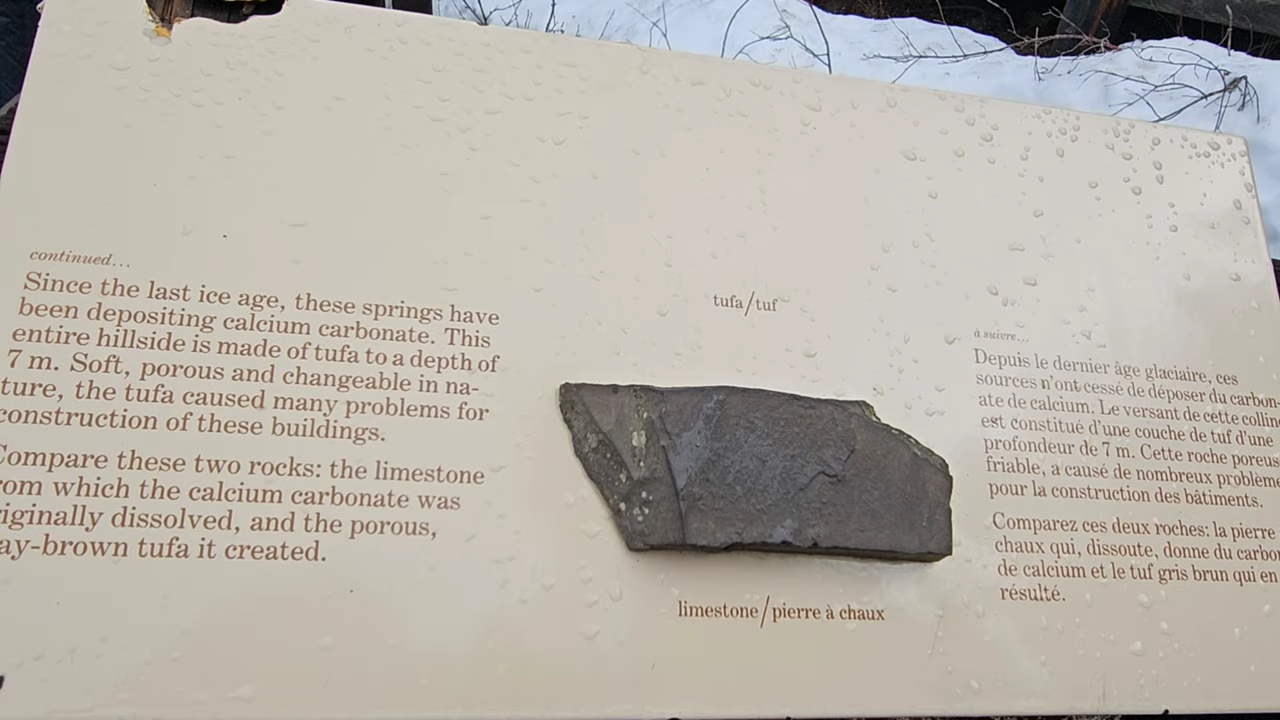 continued...
Since the last ice age, these springs have
been depositing calcium carbonate. This
entire hillside is made of tufa to a depth of
7 m. Soft, porous and changeable in na-
ture, the tufa caused many problems for
construction of these buildings.
Compare these two rocks: the limestone
rom which the calcium carbonate was
riginally dissolved, and the porous,
ay-brown tufa it created.
tufa/tuf
limestone/pierre à chaux
à suivre...
Depuis le dernier âge glaciaire, ces
sources n'ont cessé de déposer du carbon-
ate de calcium. Le versant de cette collin
est constitué d'une couche de tuf d'une
profondeur de 7 m. Cette roche poreus
friable, a causé de nombreux problème
pour la construction des bâtiments.
Comparez ces deux roches: la pierre
chaux qui, dissoute, donne du carbon
de calcium et le tuf gris brun qui en
résulté.